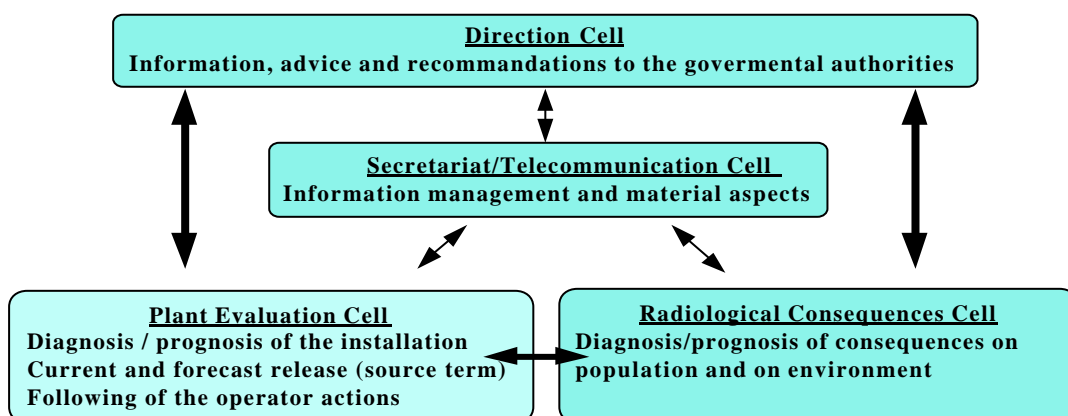 Direction Cell
Information, advice and recommandations to the govermental authorities
Secretariat/Telecommunication Cell
Information management and material aspects
Plant Evaluation Cell
Diagnosis / prognosis of the installation
Current and forecast release (source term)
Following of the operator actions
Radiological Consequences Cell
Diagnosis/prognosis of consequences on
population and on environment